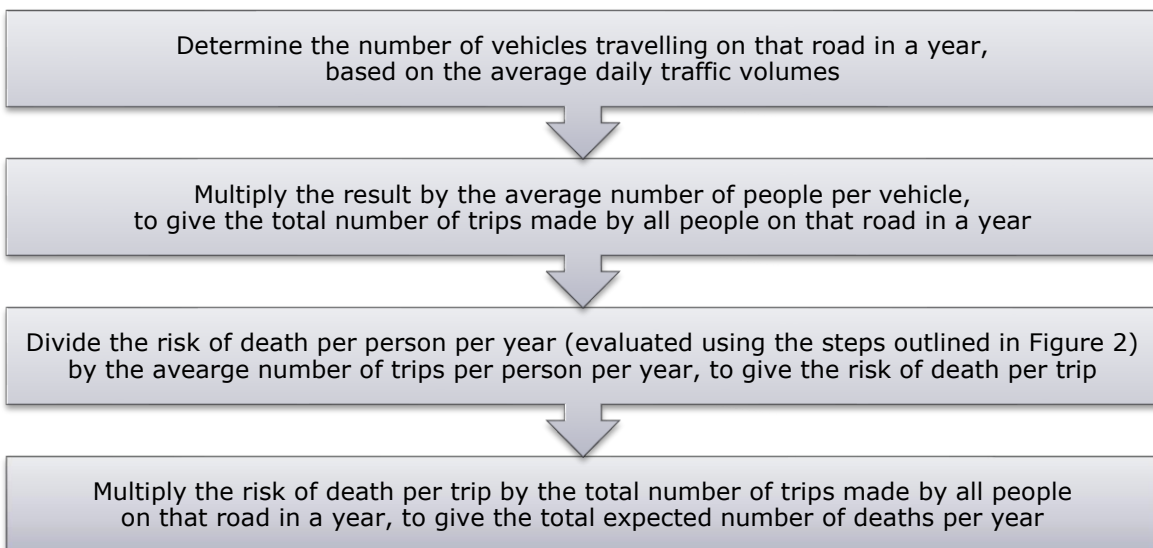 Determine the number of vehicles travelling on that road in a year,
based on the average daily traffic volumes
Multiply the result by the average number of people per vehicle,
to give the total number of trips made by all people on that road in a year
Divide the risk of death per person per year (evaluated using the steps outlined in Figure 2)
by the avearge number of trips per person per year, to give the risk of death per trip
Multiply the risk of death per trip by the total number of trips made by all people
on that road in a year, to give the total expected number of deaths per year